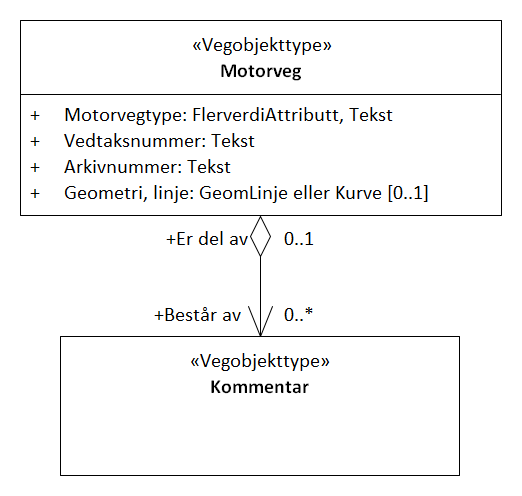 «Vegobjekttype»
Motorveg
+ Motorvegtype: FlerverdiAttributt, Tekst
+ Vedtaksnummer: Tekst
+ Arkivnummer: Tekst
+ Geometri, linje: GeomLinje eller Kurve [0..1]
+Er del av 0..1
+Består av 0..*
«Vegobjekttype»
Kommentar